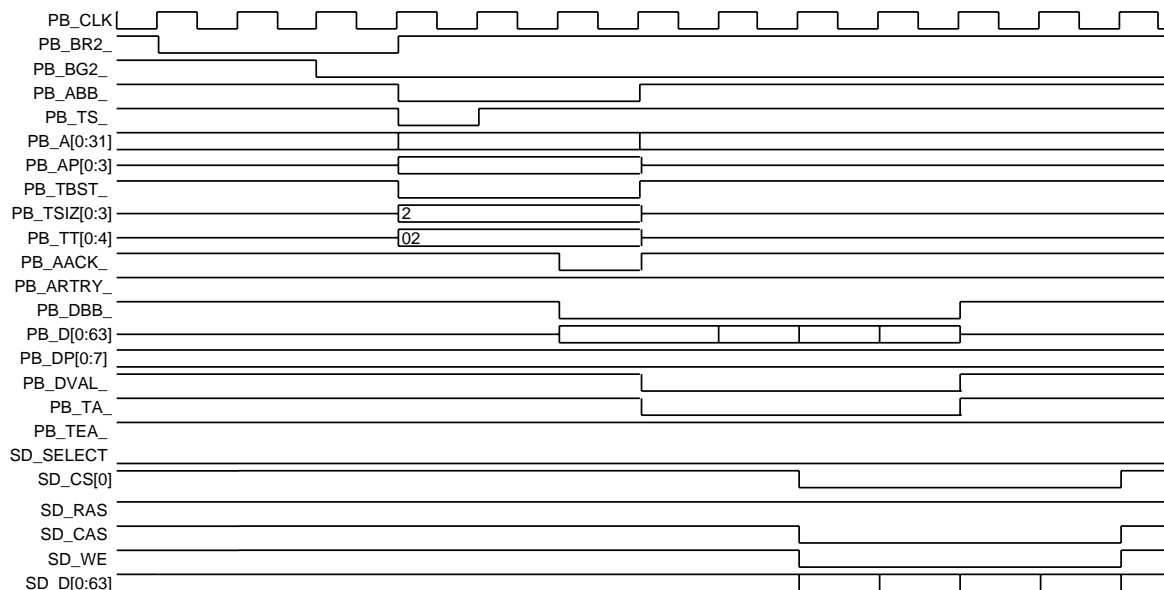 PB_CLK
PB_BR2_
PB_BG2_
PB_ABB_
PB_TS_
PB_A[0:31]
PB_AP[0:3]
PB_TBST_
PB_TSIZ[0:3] 2
PB_TT[0:4] 02
PB_AACK_
PB_ARTRY_
PB_DBB_
PB_D[0:63]
PB_DP[0:7]
PB_DVAL_
PB_TA_
PB_TEA_
SD_SELECT
SD_CS[0]
SD_RAS
SD_CAS
SD_WE
SD_D[0:63]